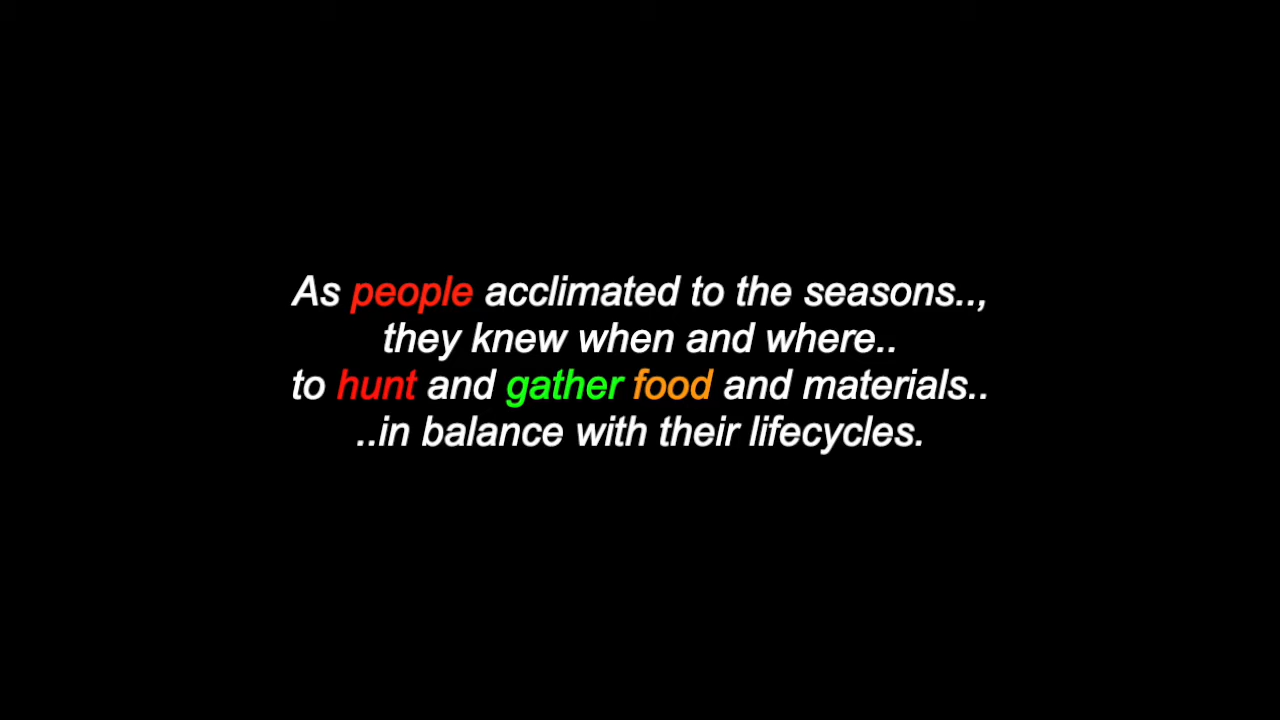 As people acclimated to the seasons..,
they knew when and where..
to hunt and gather food and materials..
..in balance with their lifecycles.